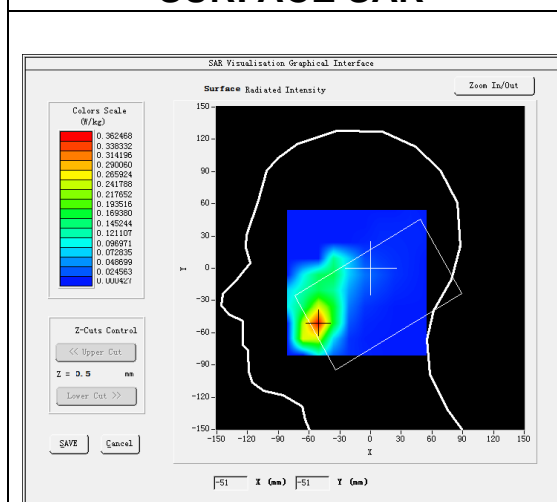 SURFACE SAR
SAR Visualisation Graphical Interface
Surface Radiated Intensity
Zoom In/Out
Colors Scale
(W/kg)
0.362468
0.338332
0.314196
0.290060
0.265924
0.241788
0.217652
0.193516
0.169380
0.145244
0.121107
0.096971
0.072835
0.048699
0.024563
0.000427
Z-Cuts Control
<< Upper Cut
Z = 3.5 mm
Lower Cut >>
SAVE
Cancel
150
120
90
60
30
0
-30
-60
-90
-120
-150
Y
-150 -120 -90 -60 -30 0 30 60 90 120 150
X
-51 X (mm) -51 Y (mm)